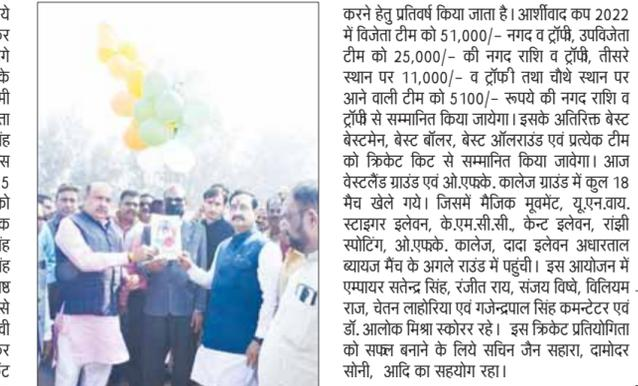 ये
कर
गे
के
मी
ता
संह
स
5
को
क
संह
संह
ष्ठ
से
वी
कर
ंट
करने हेतु प्रतिवर्ष किया जाता है। आर्शीवाद कप 2022
में विजेता टीम को 51,000/- नगद व ट्रॉफी, उपविजेता
टीम को 25,000/- की नगद राशि व ट्रॉफी, तीसरे
स्थान पर 11,000/- व ट्रॉफी तथा चौथे स्थान पर
आने वाली टीम को 5100/- रूपये की नगद राशि व
ट्रॉफी से सम्मानित किया जायेगा। इसके अतिरिक्त बेस्ट
बेस्टमेन, बेस्ट बॉलर, बेस्ट ऑलराउंड एवं प्रत्येक टीम
को क्रिकेट किट से सम्मानित किया जावेगा। आज
वेस्टलैंड ग्राउंड एवं ओ.एफ.के. कालेज ग्राउंड में कुल 18
मैच खेले गये। जिसमें मैजिक मूवमेंट, यू.एन.वाय.
स्टाइगर इलेवन, के.एम.सी.सी., केन्ट इलेवन, रांझी
स्पोटिंग, ओ.एफ.के. कालेज, दादा इलेवन अधारताल
ब्यायज मैंच के अगले राउंड में पहुंची। इस आयोजन में
एम्पायर सतेन्द्र सिंह, रंजीत राय, संजय विष्वे, विलियम
राज, चेतन लाहोरिया एवं गजेन्द्रपाल सिंह कमन्टेटर एवं
डॉ. आलोक मिश्रा स्कोरर रहे। इस क्रिकेट प्रतियोगिता
को सफल बनाने के लिये सचिन जैन सहारा, दामोदर
सोनी, आदि का सहयोग रहा।